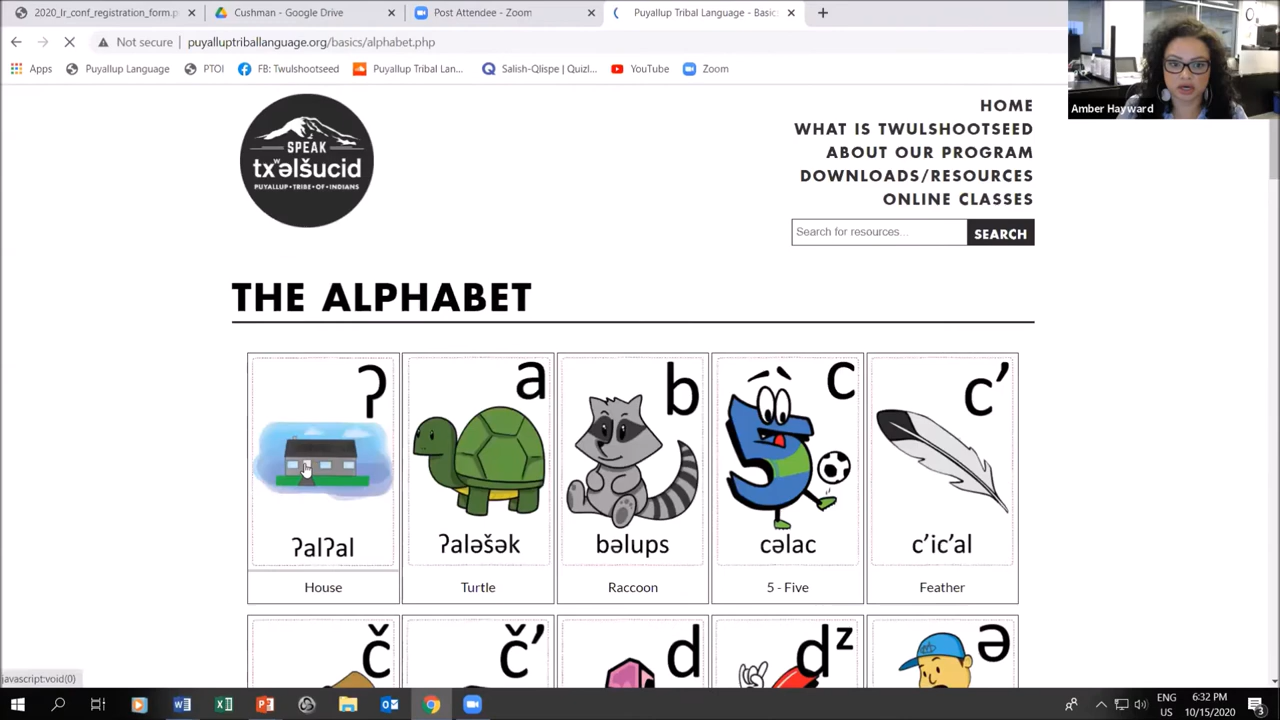 2020_lr_conf_registration_form.p
Cushman - Google Drive
Post Attendee - Zoom
Puyallup Tribal Language - Basic
Not secure
puyalluptriballanguage.org/basics/alphabet.php
Apps
Puyallup Language
PTOI
FB: Twulshootseed
Puyallup Tribal Lan...
Salish-Qlispe | Quizl...
YouTube
Zoom
Amber Hayward
SPEAK
txʷəlšucid
PUYALLUP • TRIBE • OF • INDIANS
HOME
WHAT IS TWULSHOOTSEED
ABOUT OUR PROGRAM
DOWNLOADS/RESOURCES
ONLINE CLASSES
Search for resources...
SEARCH
THE ALPHABET
ʔ
ʔalʔal
House
a
ʔaləšək
Turtle
b
bəlups
Raccoon
c
cəlac
5 - Five
c’
c’ic’al
Feather
č
č’
d
dᶻ
ə
javascript:void(0)
ENG
US
6:32 PM
10/15/2020
3